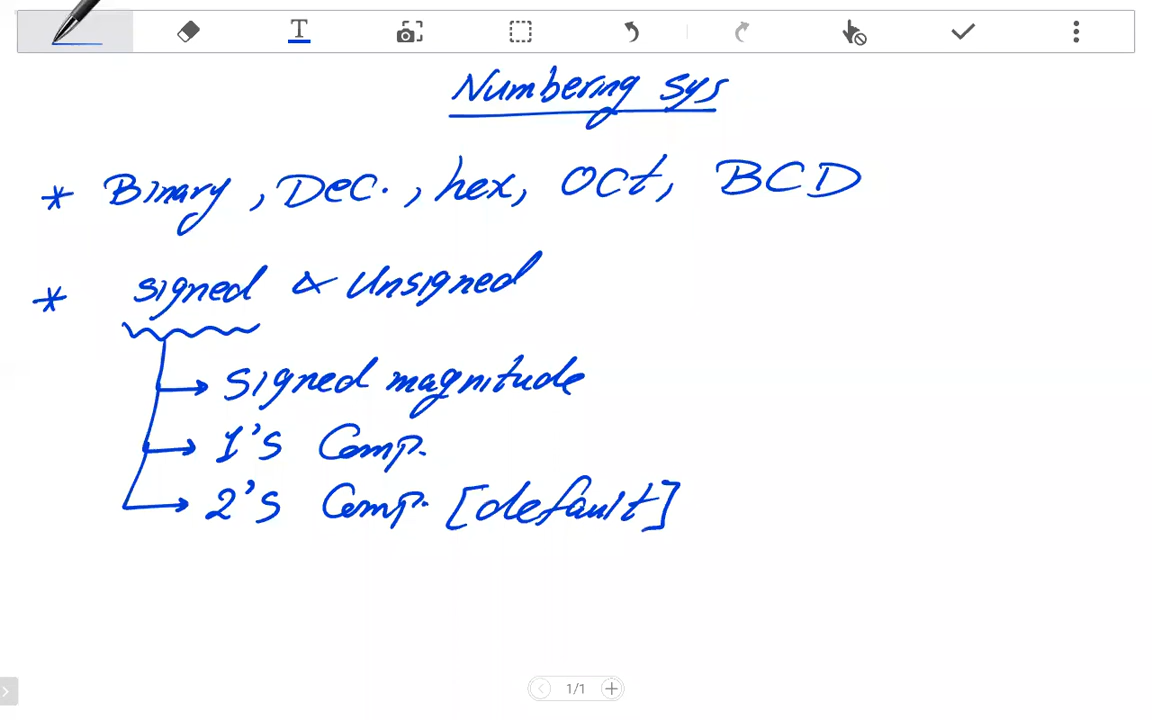 T
Numbering sys
* Binary, Dec., hex, Oct, BCD
* signed & Unsigned
→ signed magnitude
→ 1's Comp.
→ 2's Comp. [default]
1/1